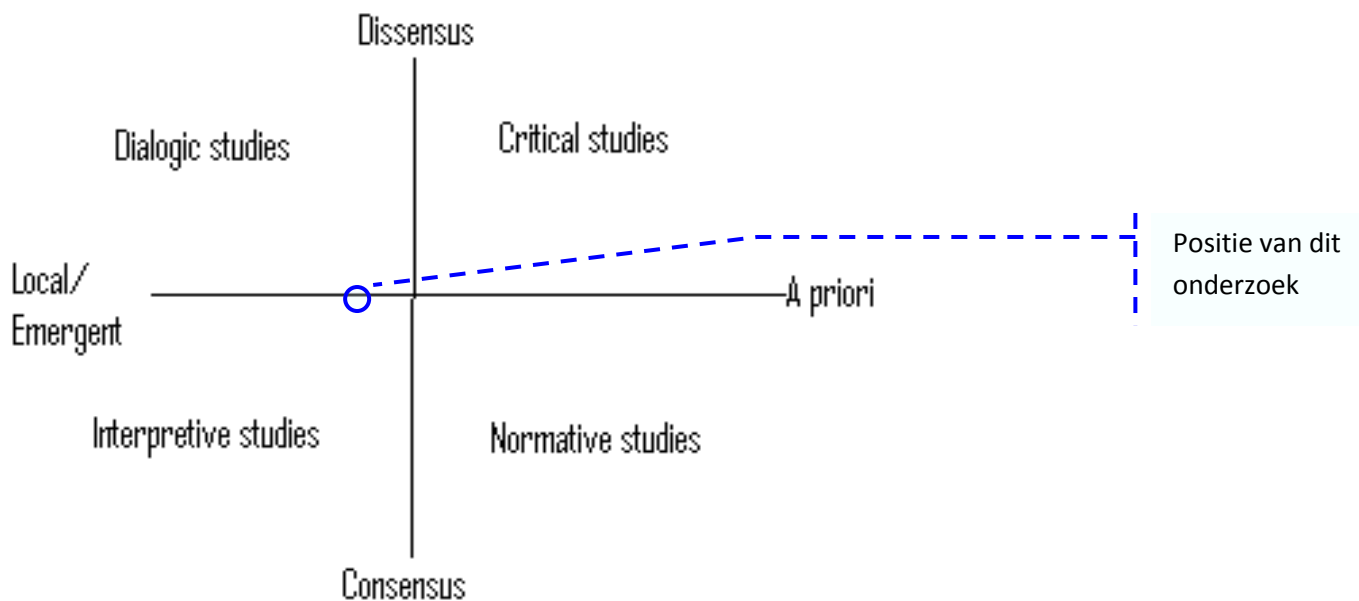 Dissensus
Dialogic studies
Critical studies
Positie van dit
onderzoek
Local/
Emergent
A priori
Interpretive studies
Normative studies
Consensus